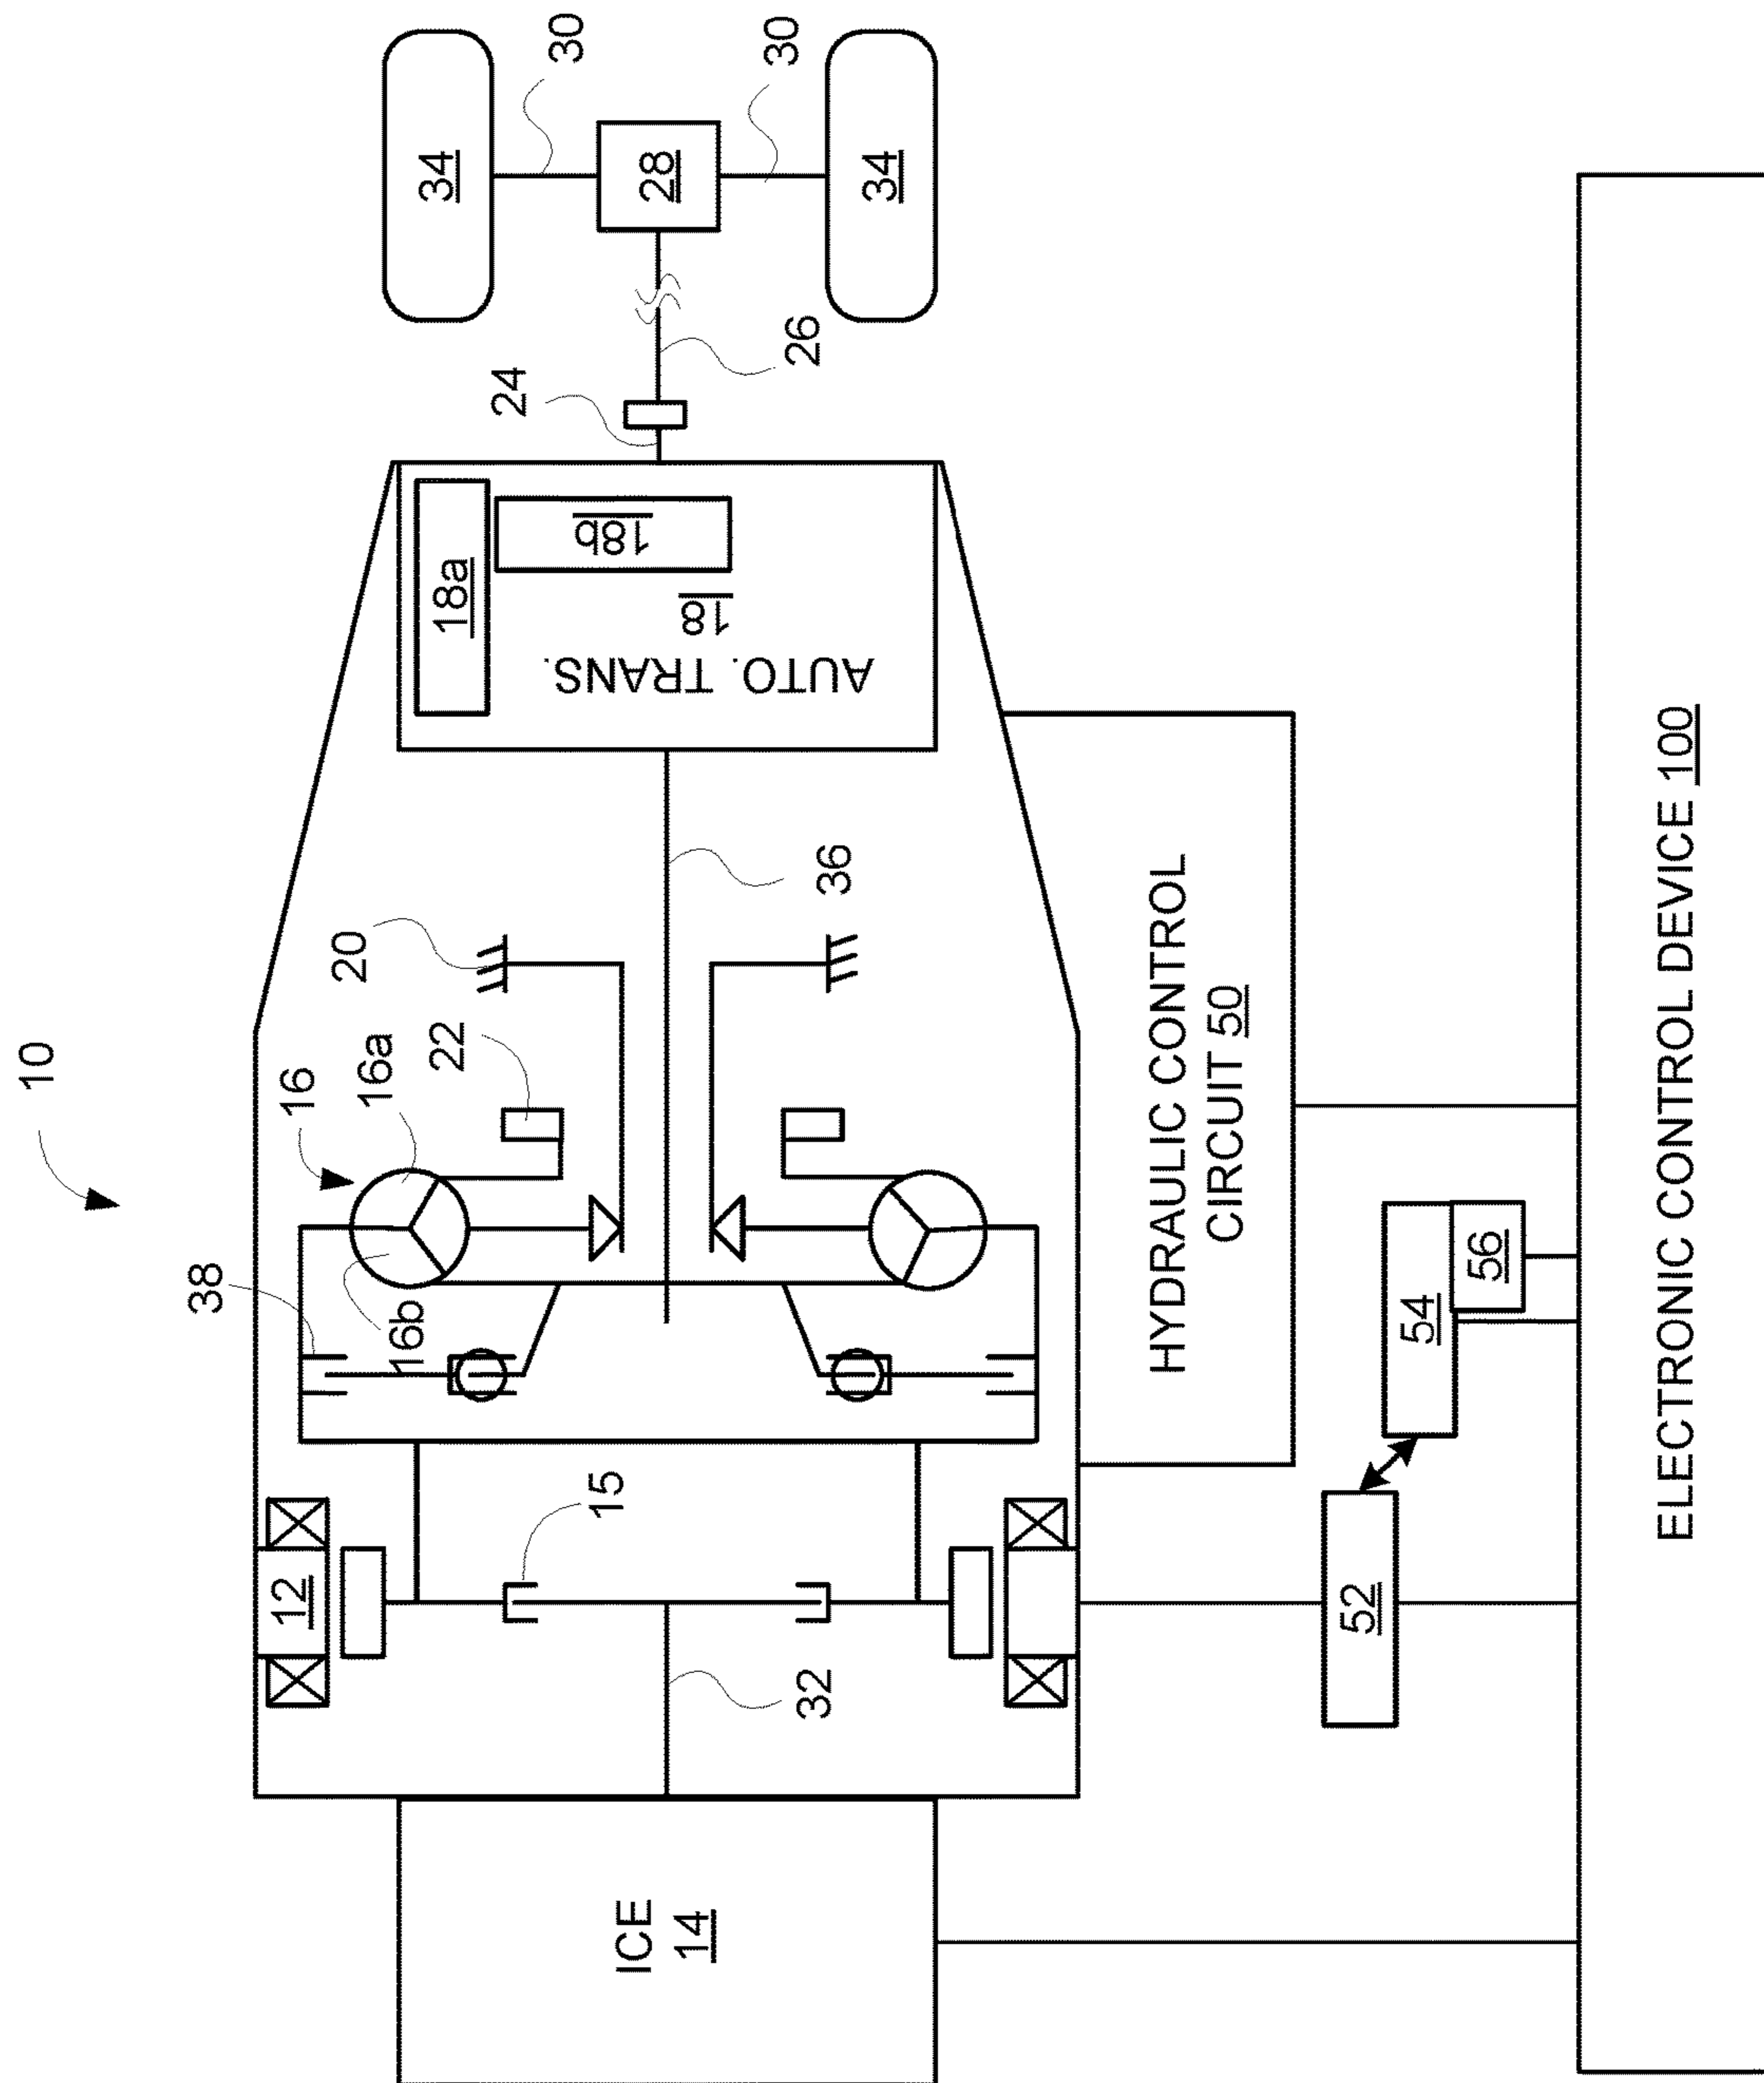 10
38
16
16a
16b
22
20
36
15
12
32
ICE
14
18a
18b
18
AUTO. TRANS.
24
26
28
30
30
34
34
HYDRAULIC CONTROL
CIRCUIT 50
52
54
56
ELECTRONIC CONTROL DEVICE 100